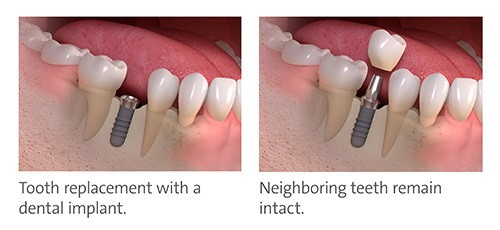 Tooth replacement with a
dental implant.
Neighboring teeth remain
intact.